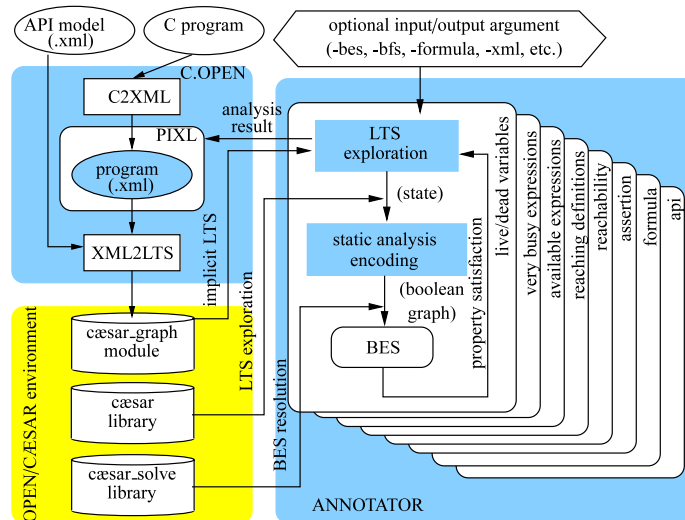 API model
(.xml)
C program
optional input/output argument
(-bes, -bfs, -formula, -xml, etc.)
C.OPEN
C2XML
analysis
result
PIXL
program
(.xml)
XML2LTS
implicit LTS
LTS
exploration
(state)
static analysis
encoding
(boolean
graph)
BES
property satisfaction
live/dead variables
very busy expressions
available expressions
reaching definitions
reachability
assertion
formula
api
OPEN/CÆSAR environment
cæsar_graph
module
cæsar
library
cæsar_solve
library
LTS exploration
BES resolution
ANNOTATOR